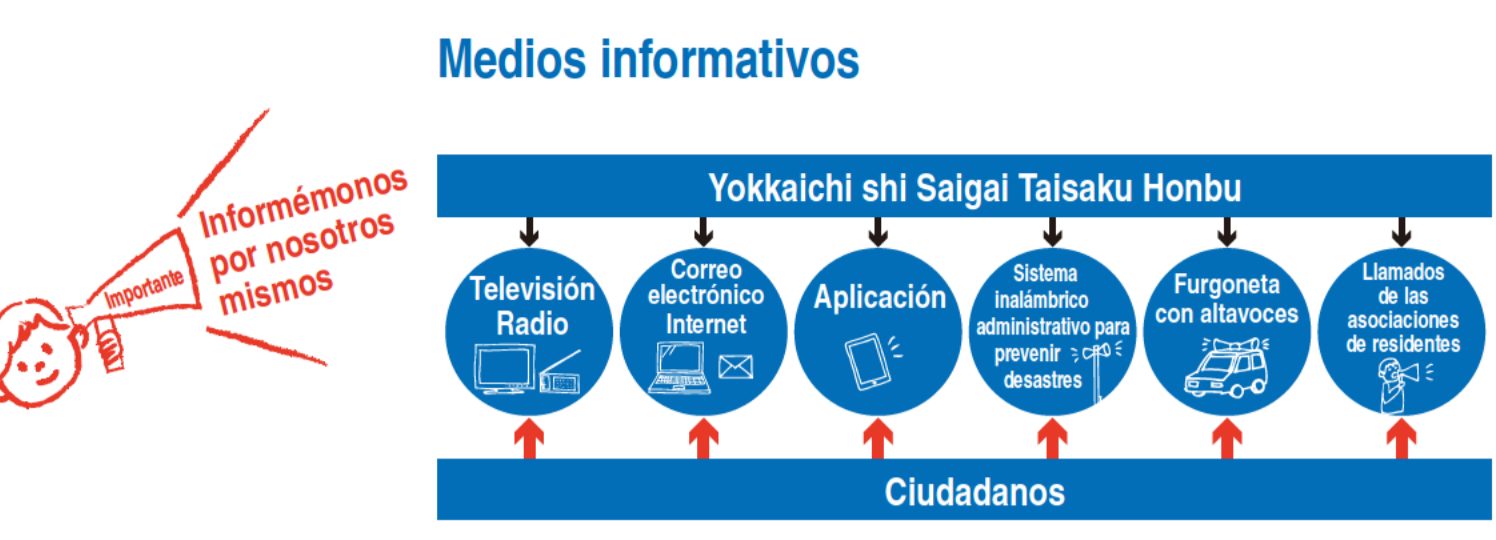 Medios informativos
Importante
Informémonos
por nosotros
mismos
Yokkaichi shi Saigai Taisaku Honbu
Televisión
Radio
Correo
electrónico
Internet
Aplicación
Sistema
inalámbrico
administrativo para
prevenir
desastres
Furgoneta
con altavoces
Llamados
de las
asociaciones
de residentes
Ciudadanos